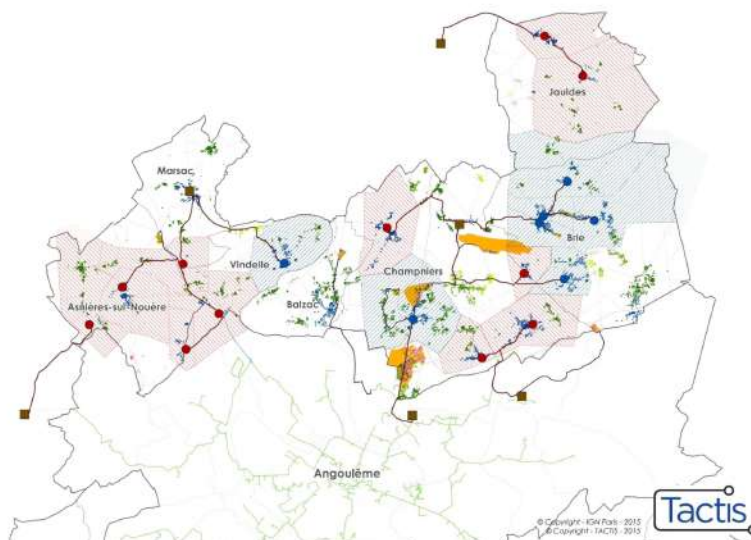 Jauldes
Marsac
Brie
Vindelle
Champniers
Asnières-sur-Nouère
Balzac
Angoulême
© Copyright - IGN Paris - 2015
© Copyright - TACTIS - 2015
Tactis